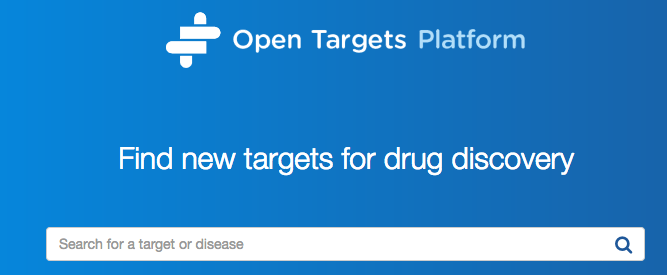 Open Targets Platform
Find new targets for drug discovery
Search for a target or disease